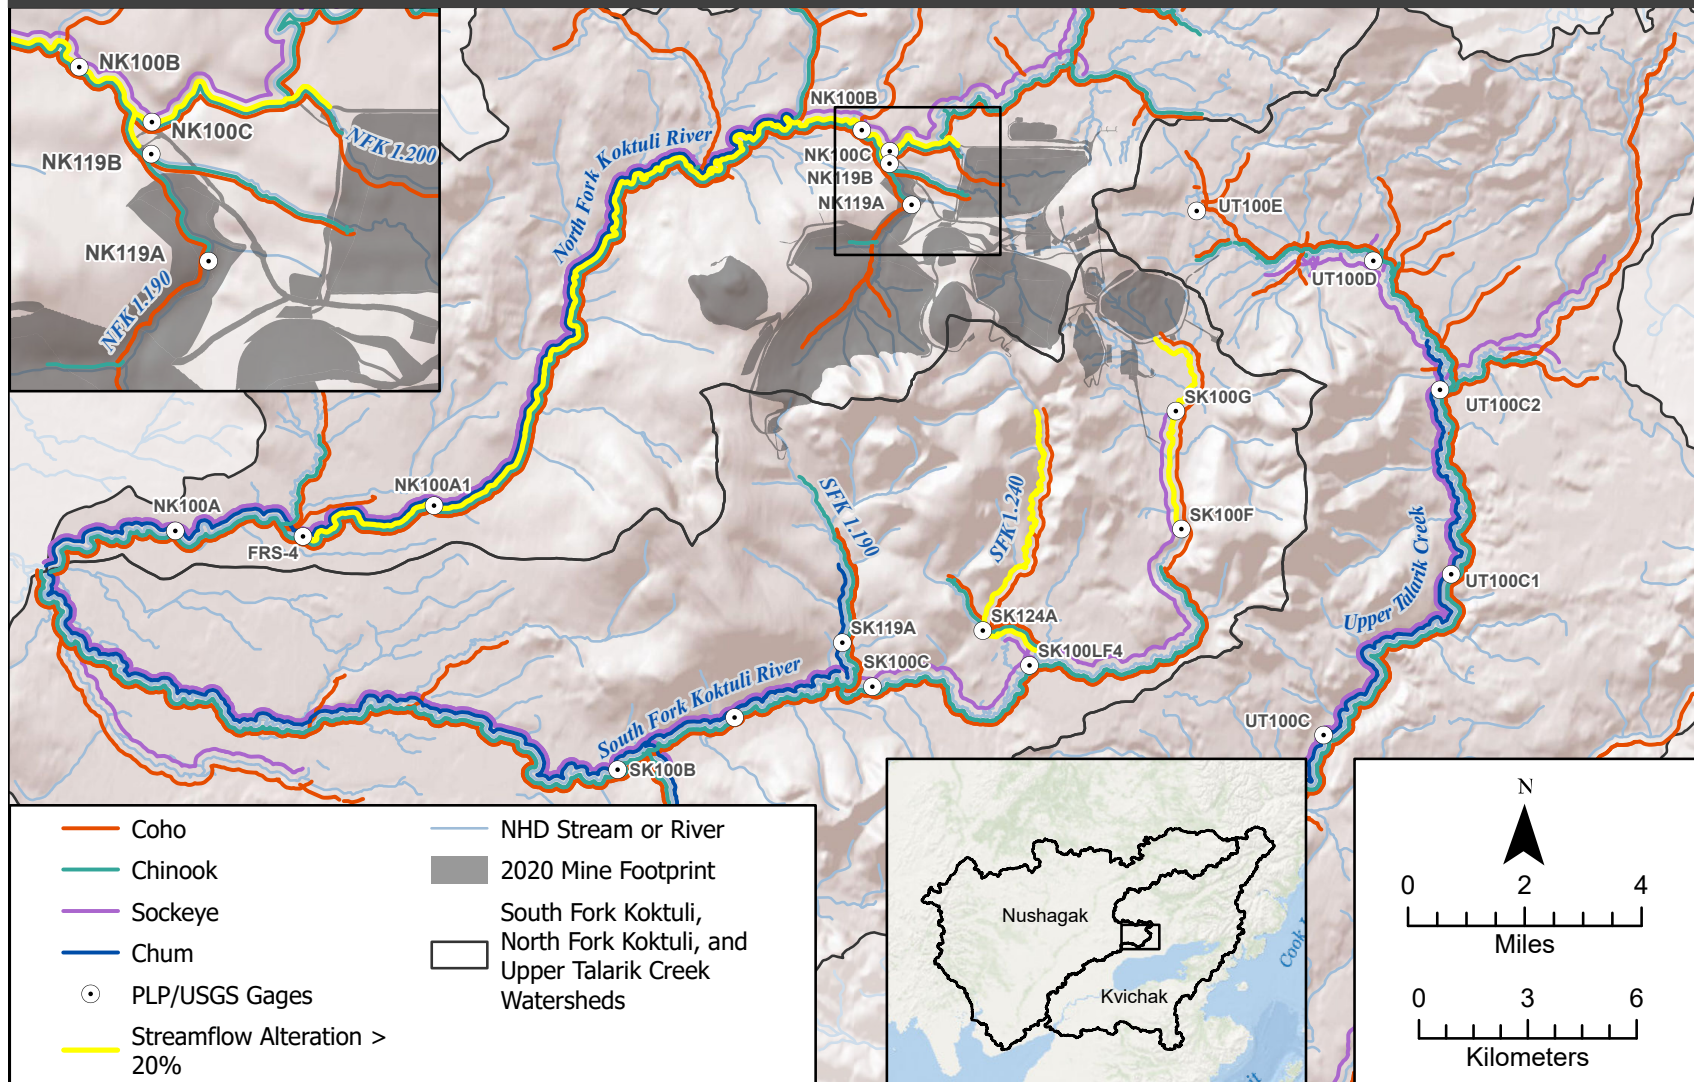 NK100B
NK100C
NK119B
NFK 1.200
NK119A
NFK 1.190
NK100B
North Fork Koktuli River
NK100C
NK119B
NK119A
UT100E
UT100D
UT100C2
SK100G
NK100A1
NK100A
FRS-4
SFK 1.190
SFK 1.240
SK100F
Upper Talarik Creek
UT100C1
SK119A
SK124A
SK100LF4
SK100C
South Fork Koktuli River
UT100C
SK100B
Coho
Chinook
Sockeye
Chum
PLP/USGS Gages
Streamflow Alteration >
20%
NHD Stream or River
2020 Mine Footprint
South Fork Koktuli,
North Fork Koktuli, and
Upper Talarik Creek
Watersheds
Nushagak
Kvichak
Cook
N
0 2 4
Miles
0 3 6
Kilometers